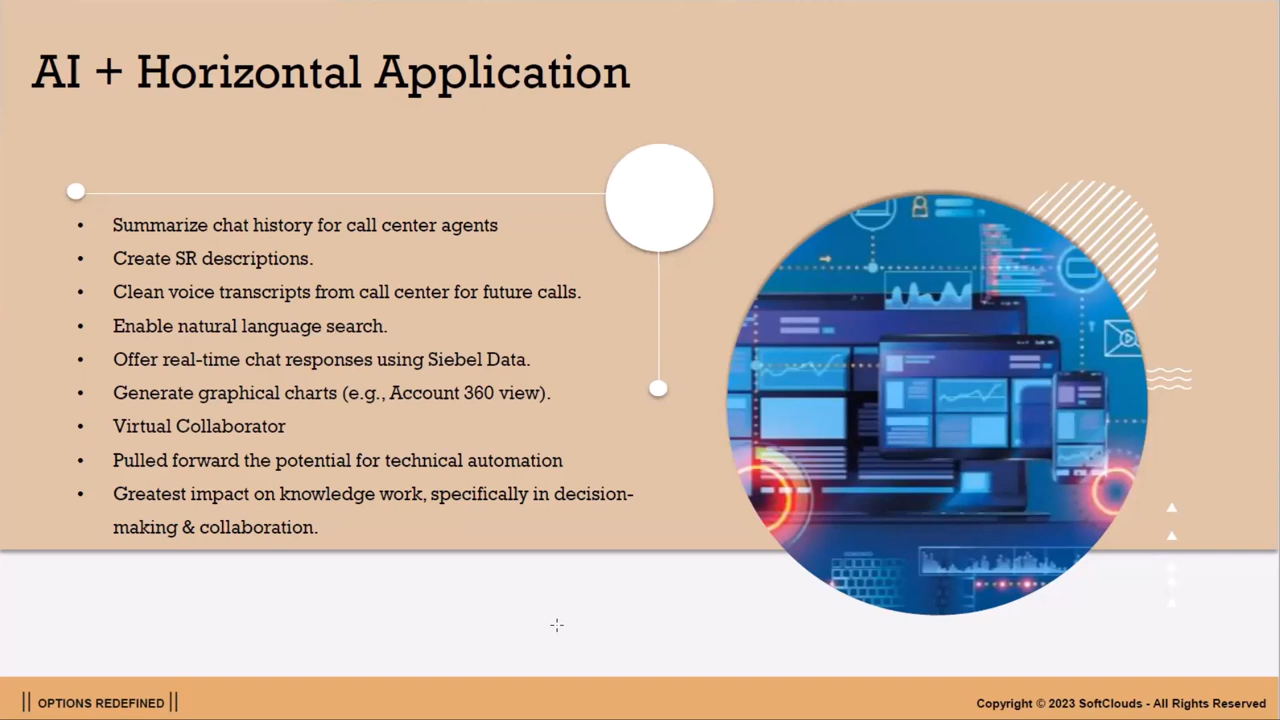 AI + Horizontal Application
• Summarize chat history for call center agents
• Create SR descriptions.
• Clean voice transcripts from call center for future calls.
• Enable natural language search.
• Offer real-time chat responses using Siebel Data.
• Generate graphical charts (e.g., Account 360 view).
• Virtual Collaborator
• Pulled forward the potential for technical automation
• Greatest impact on knowledge work, specifically in decision-
making & collaboration.
|| OPTIONS REDEFINED ||
Copyright © 2023 SoftClouds - All Rights Reserved